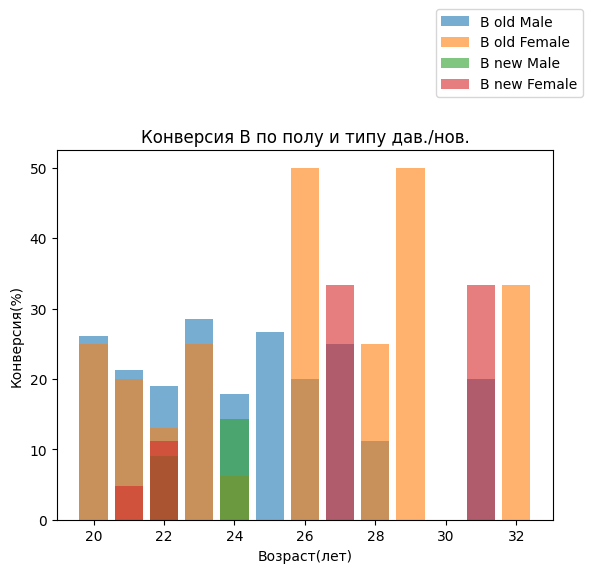 B old Male
B old Female
B new Male
B new Female
Конверсия B по полу и типу дав./нов.
50
40
30
20
10
0
Конверсия(%)
20 22 24 26 28 30 32
Возраст(лет)